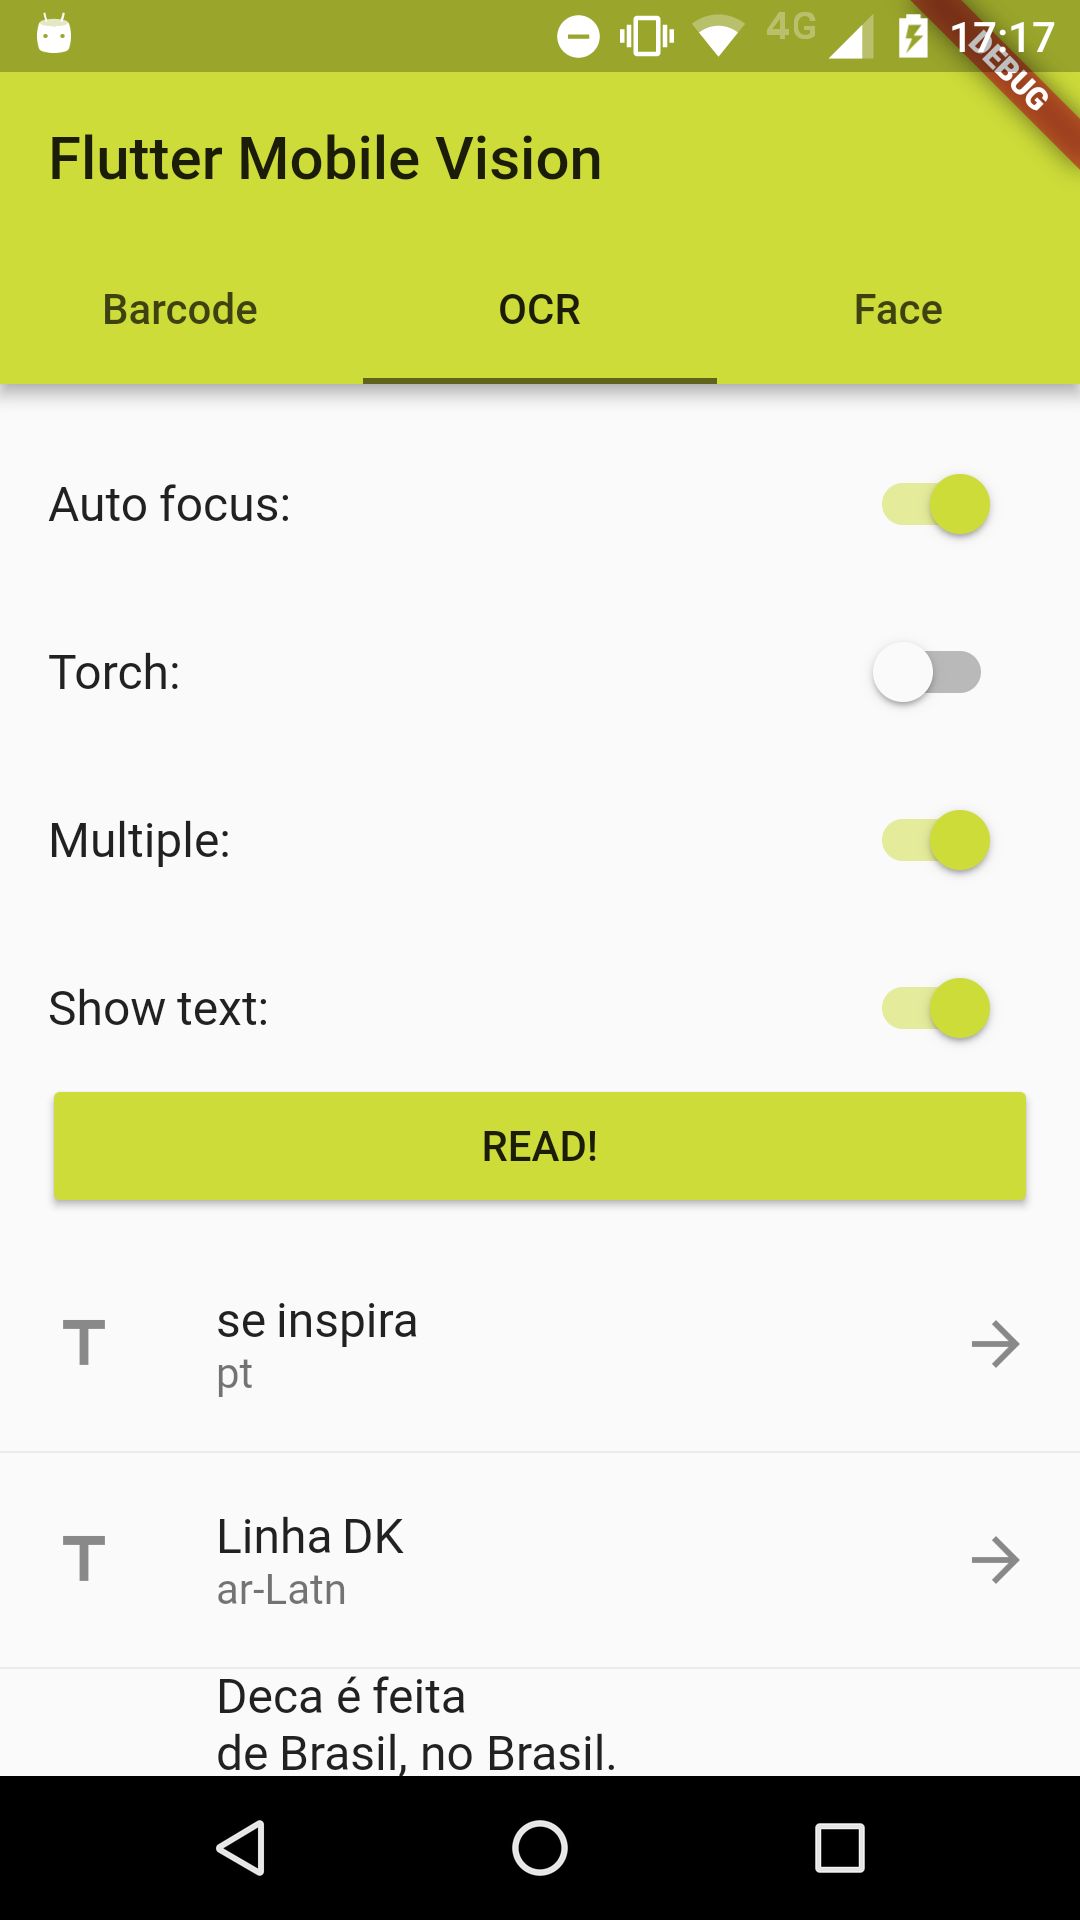 4G 17:17
DEBUG
Flutter Mobile Vision
Barcode OCR Face
Auto focus:
Torch:
Multiple:
Show text:
READ!
T se inspira
pt
T Linha DK
ar-Latn
Deca é feita
de Brasil, no Brasil.